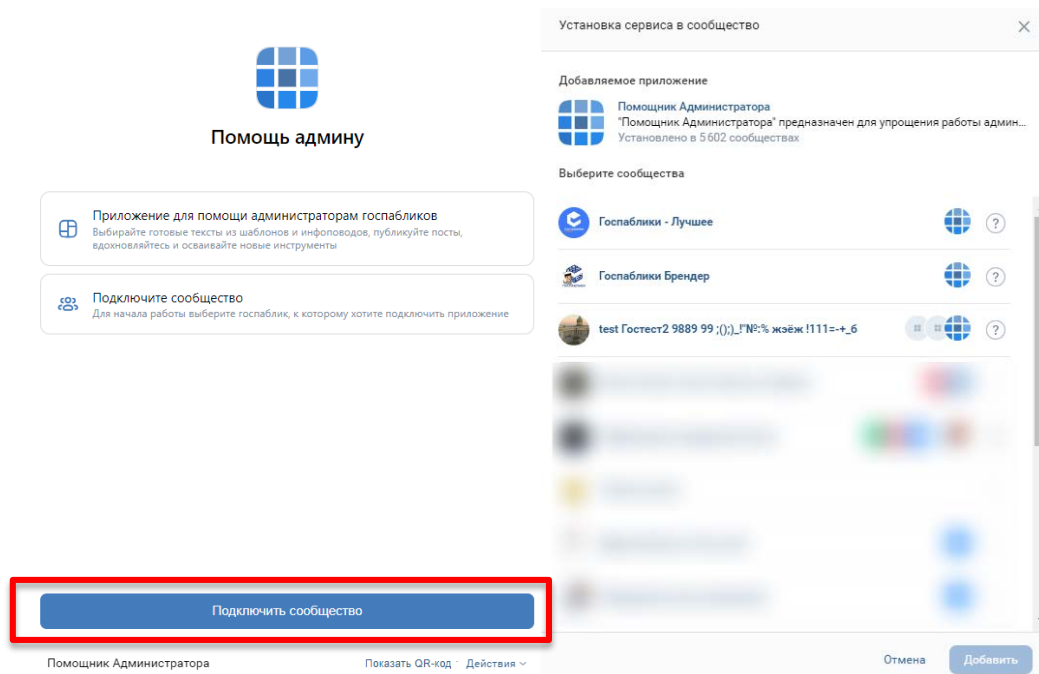 Помощь админу
Приложение для помощи администраторам госпабликов
Выбирайте готовые тексты из шаблонов и инфоповодов, публикуйте посты,
вдохновляйтесь и осваивайте новые инструменты
Подключите сообщество
Для начала работы выберите госпаблик, к которому хотите подключить приложение
Подключить сообщество
Помощник Администратора
Показать QR-код
Действия
Установка сервиса в сообщество
Добавляемое приложение
Помощник Администратора
"Помощник Администратора" предназначен для упрощения работы админ...
Установлено в 5 602 сообществах
Выберите сообщества
Госпаблики - Лучшее
Госпаблики Брендер
test Гостест2 9889 99 ;();)_!"№:% жэёж !111=-+_6
Отмена
Добавить